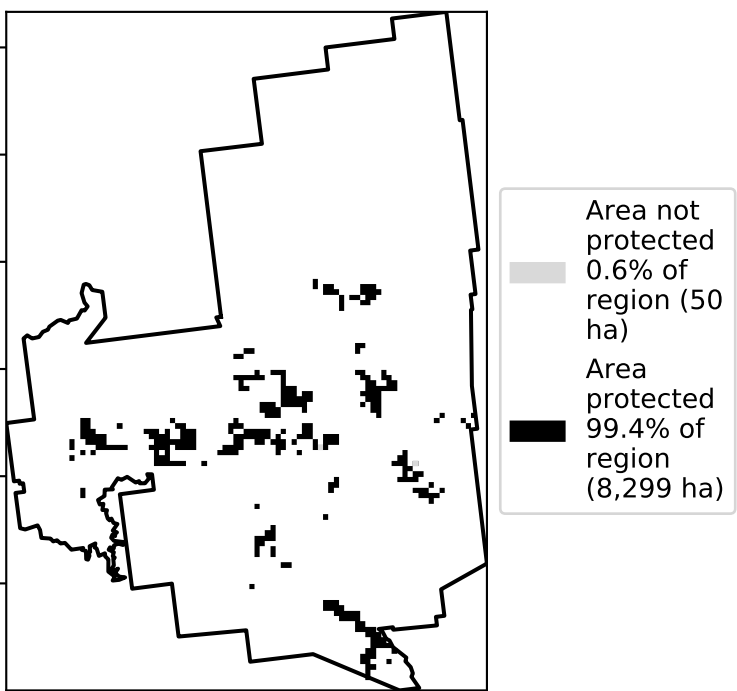 Area not
protected
0.6% of
region (50
ha)
Area
protected
99.4% of
region
(8,299 ha)